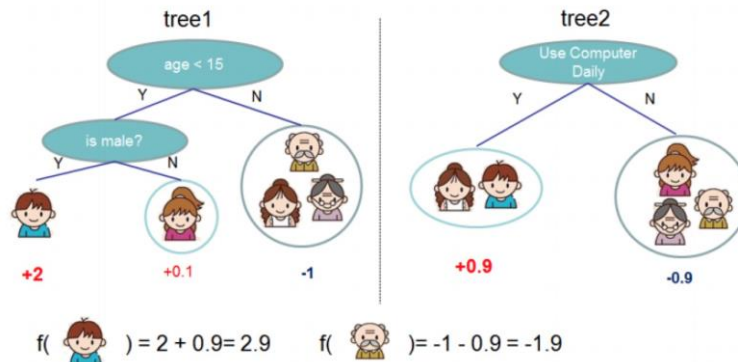 tree1
age < 15
Y
N
is male?
Y
N
+2
+0.1
-1
tree2
Use Computer
Daily
Y
N
+0.9
-0.9
f( ) = 2 + 0.9= 2.9
f( )= -1 - 0.9 = -1.9